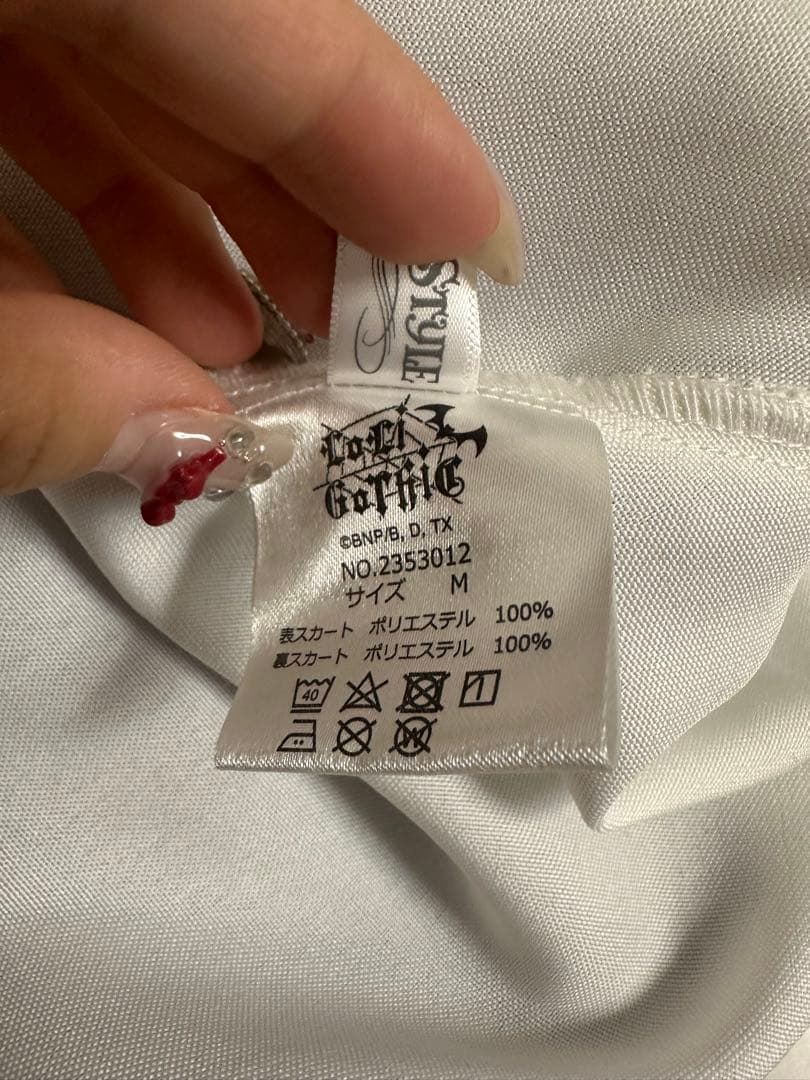 STYLE
LoLi
GoTHiC
©BNP/B, D, TX
NO.2353012
サイズ M
表スカート ポリエステル 100%
裏スカート ポリエステル 100%
40
1
W